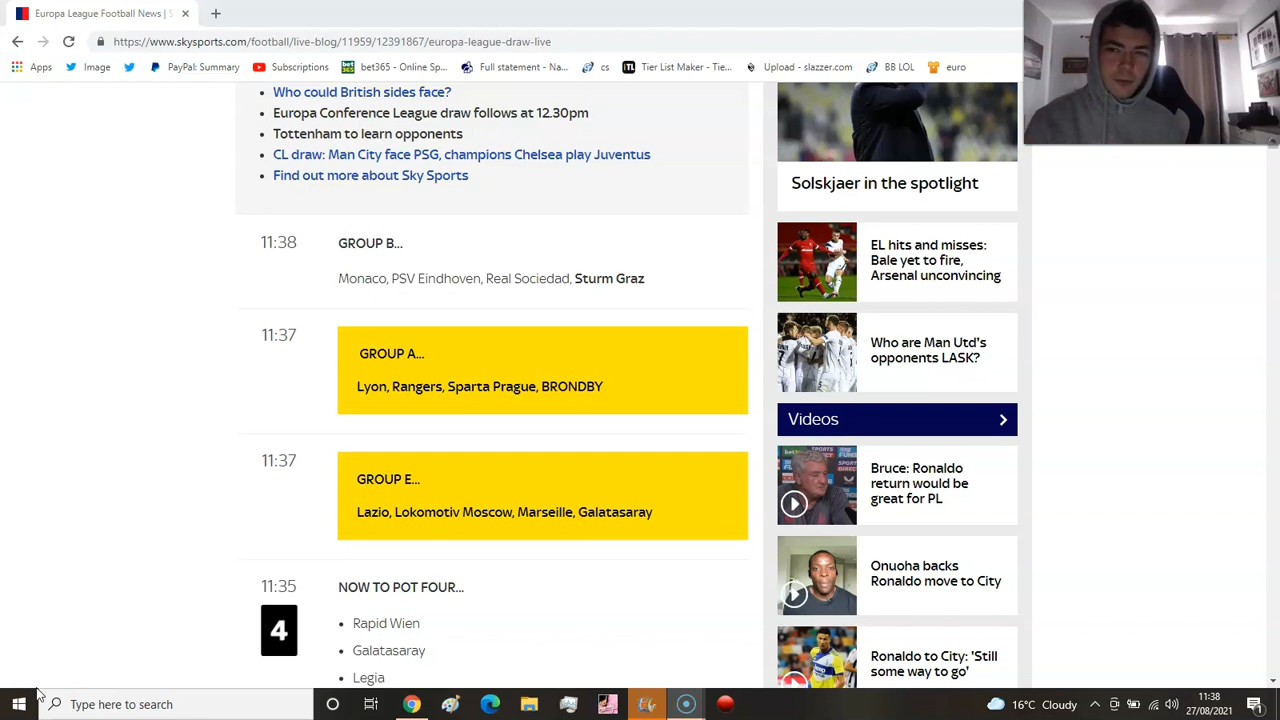 Europa League Football News | S
https://www.skysports.com/football/live-blog/11959/12391867/europa-league-draw-live
Apps
Image
PayPal: Summary
Subscriptions
bet365 - Online Sp...
Full statement - Na...
cs
Tier List Maker - Tie...
Upload - slazzer.com
BB LOL
euro
Who could British sides face?
Europa Conference League draw follows at 12.30pm
Tottenham to learn opponents
CL draw: Man City face PSG, champions Chelsea play Juventus
Find out more about Sky Sports
11:38
GROUP B...
Monaco, PSV Eindhoven, Real Sociedad, Sturm Graz
11:37
GROUP A...
Lyon, Rangers, Sparta Prague, BRONDBY
11:37
GROUP E...
Lazio, Lokomotiv Moscow, Marseille, Galatasaray
11:35
NOW TO POT FOUR...
4
Rapid Wien
Galatasaray
Legia
Solskjaer in the spotlight
EL hits and misses:
Bale yet to fire,
Arsenal unconvincing
Who are Man Utd's
opponents LASK?
Videos
Bruce: Ronaldo
return would be
great for PL
Onuoha backs
Ronaldo move to City
Ronaldo to City: 'Still
some way to go'
Type here to search
16°C Cloudy
11:38
27/08/2021